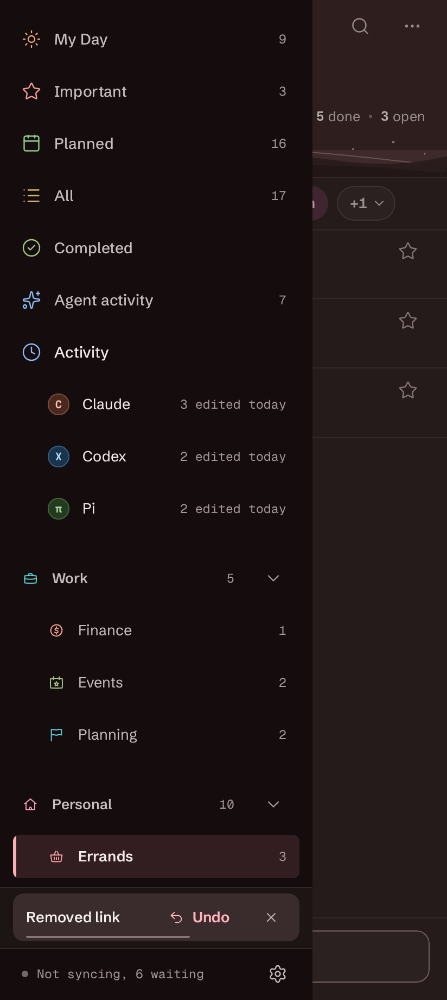 My Day 9
Important 3
5 done • 3 open
Planned 16
All 17
+1
Completed
Agent activity 7
Activity
C Claude 3 edited today
X Codex 2 edited today
π Pi 2 edited today
Work 5
Finance 1
Events 2
Planning 2
Personal 10
Errands 3
Removed link Undo
Not syncing, 6 waiting